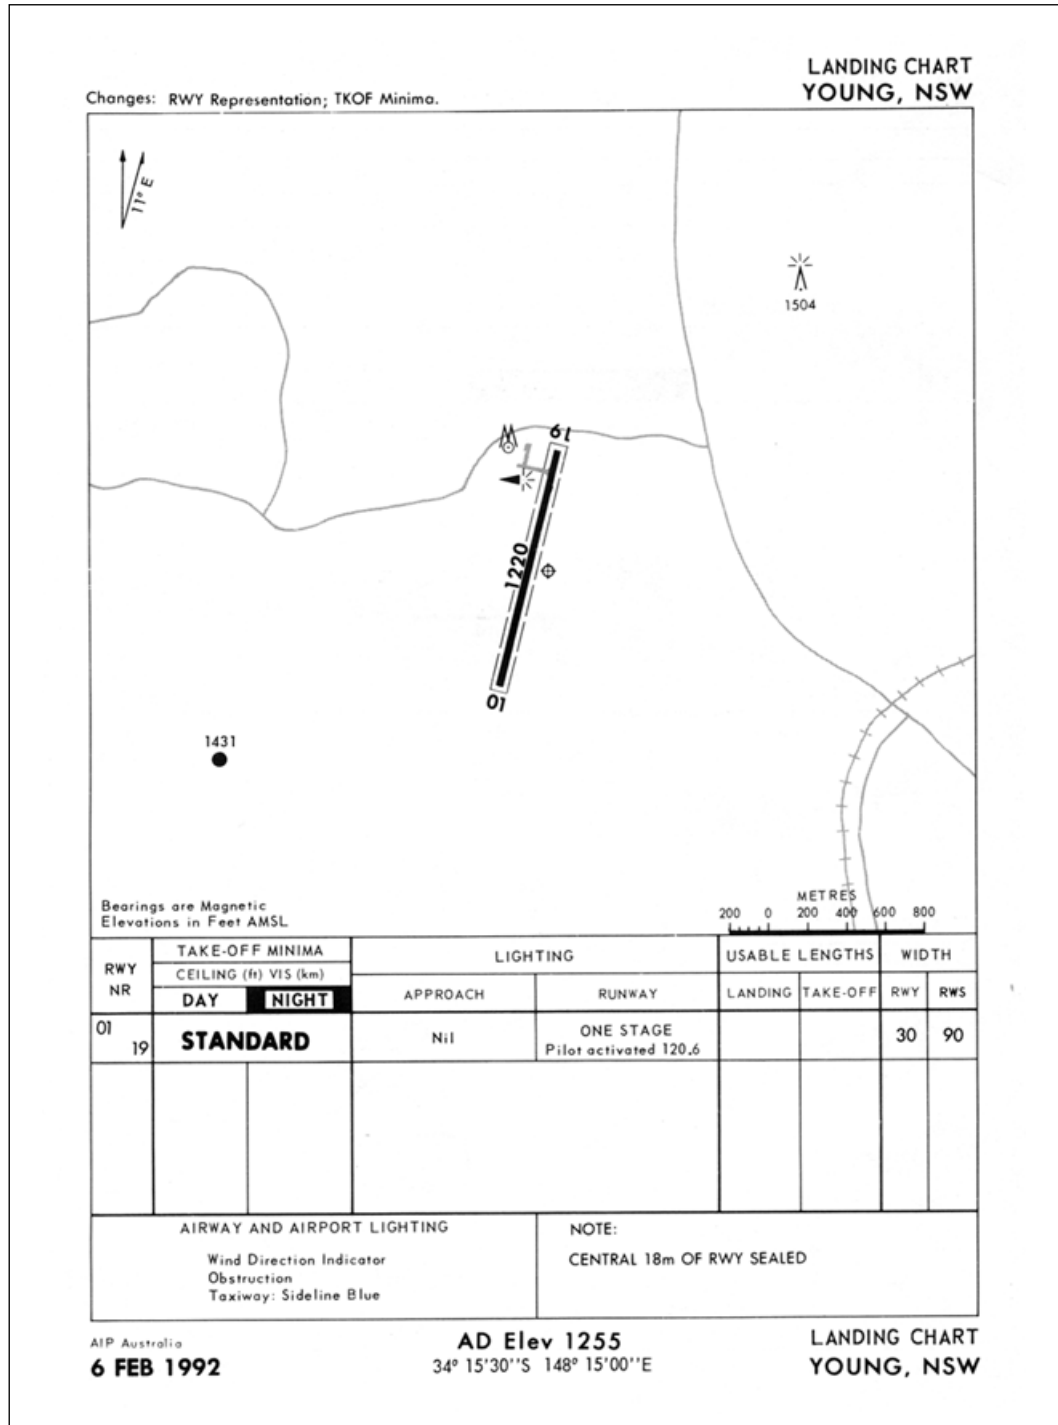 LANDING CHART
Changes: RWY Representation; TKOF Minima.
YOUNG, NSW
11° E
1504
19
1220
01
1431
Bearings are Magnetic
Elevations in Feet AMSL
METRES
200 0 200 400 600 800
RWY NR
TAKE-OFF MINIMA
CEILING (ft) VIS (km)
DAY NIGHT
LIGHTING
APPROACH RUNWAY
USABLE LENGTHS
LANDING TAKE-OFF
WIDTH
RWY RWS
01
19
STANDARD
Nil
ONE STAGE
Pilot activated 120.6
30 90
AIRWAY AND AIRPORT LIGHTING
Wind Direction Indicator
Obstruction
Taxiway: Sideline Blue
NOTE:
CENTRAL 18m OF RWY SEALED
AIP Australia
6 FEB 1992
AD Elev 1255
34° 15'30''S 148° 15'00''E
LANDING CHART
YOUNG, NSW